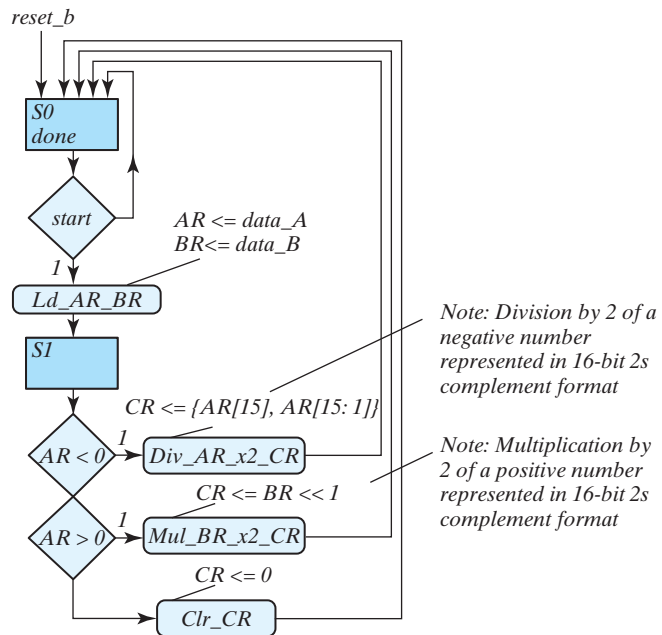 reset_b
S0
done
start
AR <= data_A
BR<= data_B
1
Ld_AR_BR
S1
Note: Division by 2 of a
negative number
represented in 16-bit 2s
complement format
CR <= {AR[15], AR[15: 1]}
AR < 0
1
Div_AR_x2_CR
Note: Multiplication by
2 of a positive number
represented in 16-bit 2s
complement format
CR <= BR << 1
AR > 0
1
Mul_BR_x2_CR
CR <= 0
Clr_CR